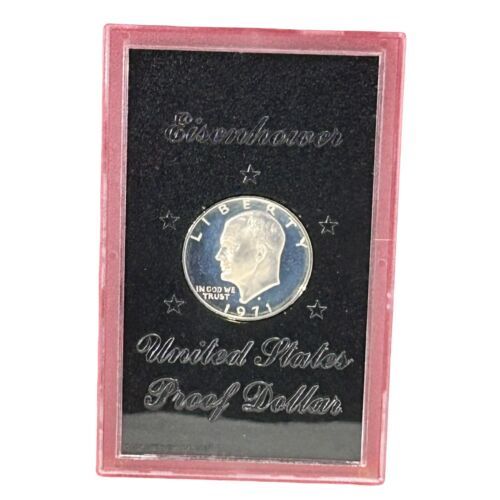 Eisenhower
LIBERTY
IN GOD WE
TRUST
1971
United States
Proof Dollar